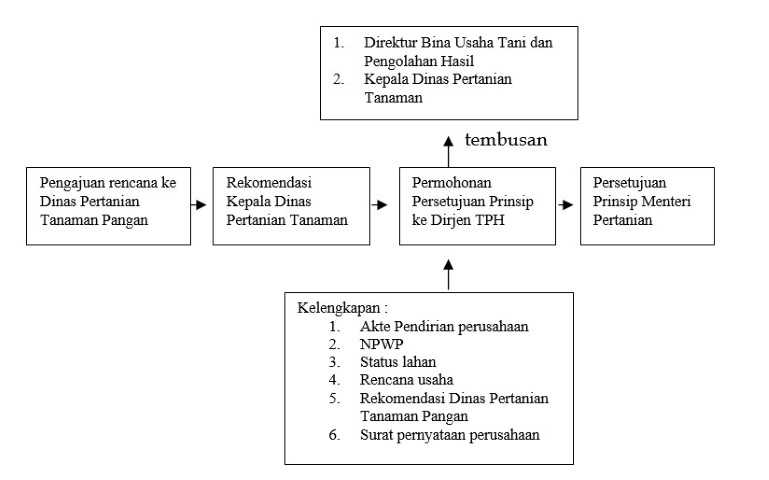 1. Direktur Bina Usaha Tani dan
Pengolahan Hasil
2. Kepala Dinas Pertanian
Tanaman
tembusan
Pengajuan rencana ke
Dinas Pertanian
Tanaman Pangan
Rekomendasi
Kepala Dinas
Pertanian Tanaman
Permohonan
Persetujuan Prinsip
ke Dirjen TPH
Persetujuan
Prinsip Menteri
Pertanian
Kelengkapan :
1. Akte Pendirian perusahaan
2. NPWP
3. Status lahan
4. Rencana usaha
5. Rekomendasi Dinas Pertanian
Tanaman Pangan
6. Surat pernyataan perusahaan